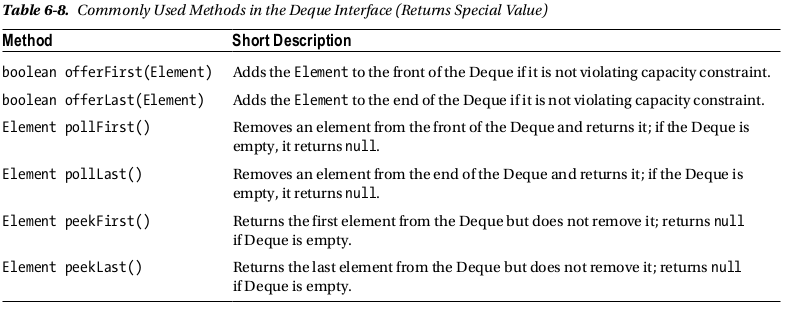 Table 6-8. Commonly Used Methods in the Deque Interface (Returns Special Value)
Method Short Description
boolean offerFirst(Element) Adds the Element to the front of the Deque if it is not violating capacity constraint.
boolean offerLast(Element) Adds the Element to the end of the Deque if it is not violating capacity constraint.
Element pollFirst() Removes an element from the front of the Deque and returns it; if the Deque is
empty, it returns null.
Element pollLast() Removes an element from the end of the Deque and returns it; if the Deque is
empty, it returns null.
Element peekFirst() Returns the first element from the Deque but does not remove it; returns null
if Deque is empty.
Element peekLast() Returns the last element from the Deque but does not remove it; returns null
if Deque is empty.